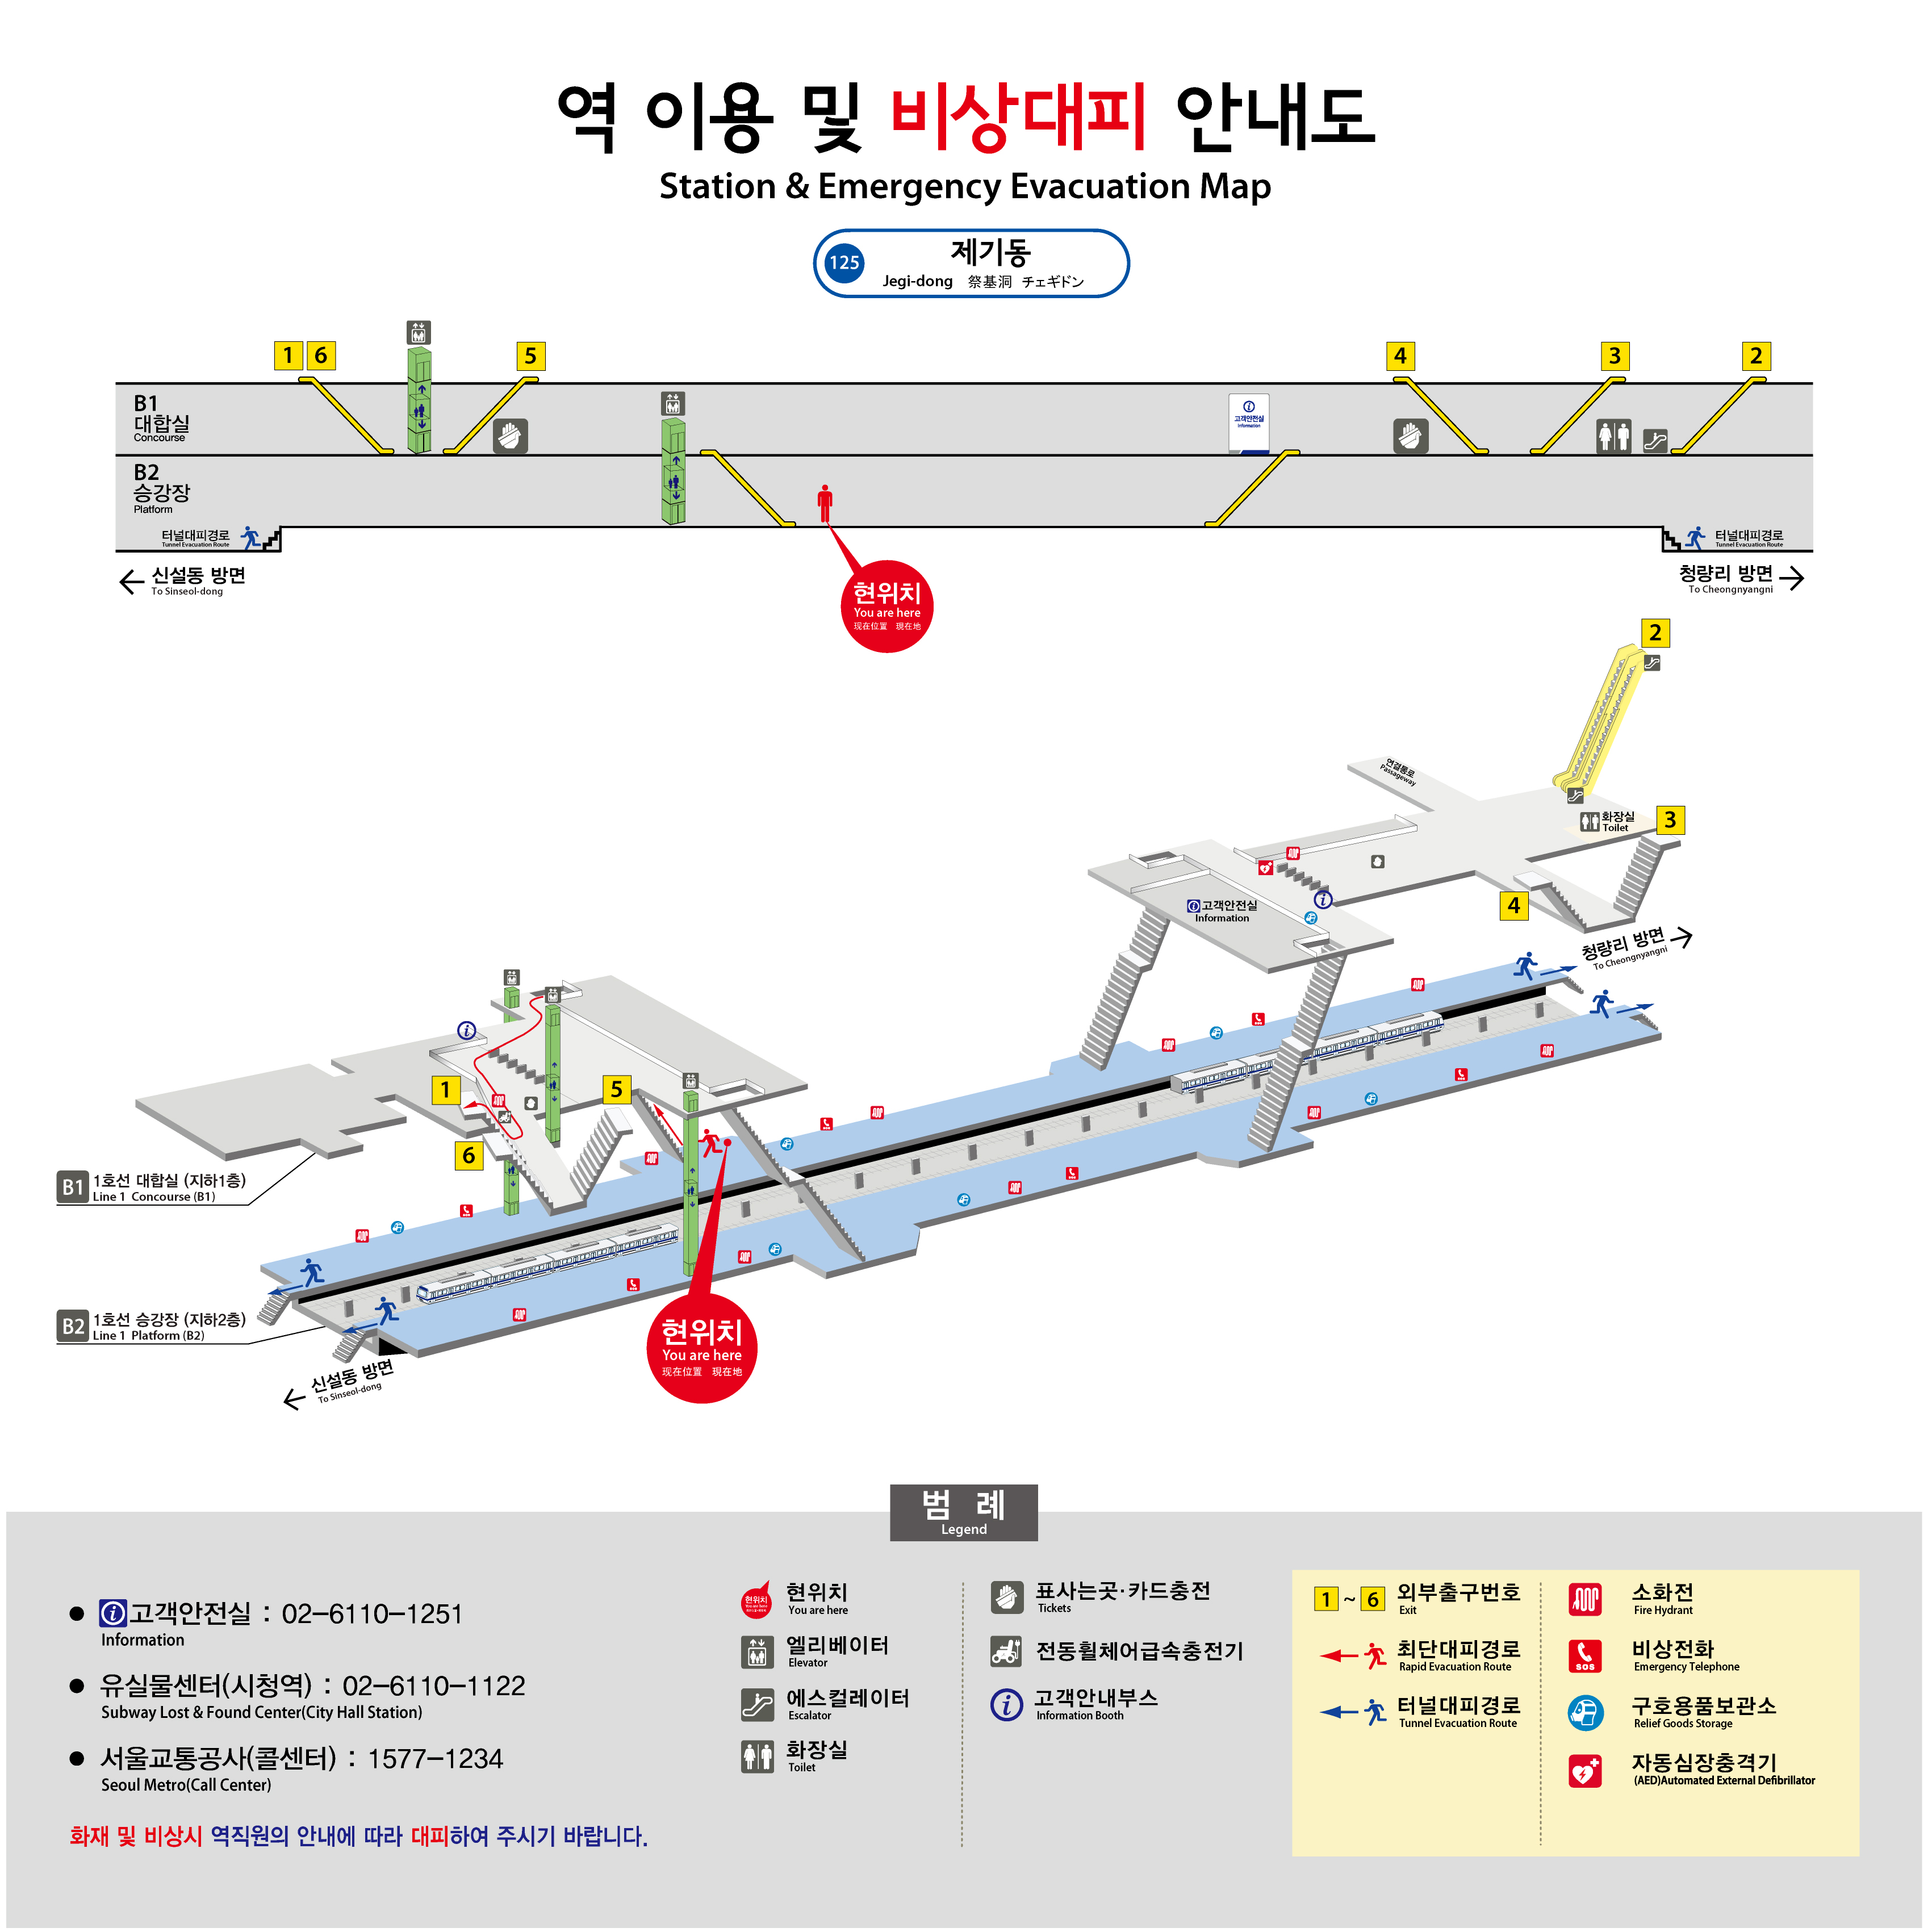 역 이용 및 비상대피 안내도
Station & Emergency Evacuation Map
125
제기동
Jegi-dong 祭基洞 チェギドン
1 6
5
4
3
2
B1
대합실
Concourse
고객안전실
Information
B2
승강장
Platform
터널대피경로
Tunnel Evacuation Route
터널대피경로
Tunnel Evacuation Route
신설동 방면
To Sinseol-dong
청량리 방면
To Cheongnyangni
현위치
You are here
现在位置 現在地
2
연결통로
Passageway
화장실
Toilet
3
4
고객안전실
Information
청량리 방면
To Cheongnyangni
1
5
6
B1
1호선 대합실 (지하1층)
Line 1 Concourse (B1)
B2
1호선 승강장 (지하2층)
Line 1 Platform (B2)
신설동 방면
To Sinseol-dong
현위치
You are here
现在位置 現在地
범 례
Legend
고객안전실 : 02-6110-1251
Information
유실물센터(시청역) : 02-6110-1122
Subway Lost & Found Center(City Hall Station)
서울교통공사(콜센터) : 1577-1234
Seoul Metro(Call Center)
화재 및 비상시 역직원의 안내에 따라 대피하여 주시기 바랍니다.
현위치
현위치
You are here
엘리베이터
Elevator
에스컬레이터
Escalator
화장실
Toilet
표사는곳·카드충전
Tickets
전동휠체어급속충전기
고객안내부스
Information Booth
1 ~ 6 외부출구번호
Exit
최단대피경로
Rapid Evacuation Route
터널대피경로
Tunnel Evacuation Route
소화전
Fire Hydrant
SOS
비상전화
Emergency Telephone
구호용품보관소
Relief Goods Storage
자동심장충격기
(AED)Automated External Defibrillator